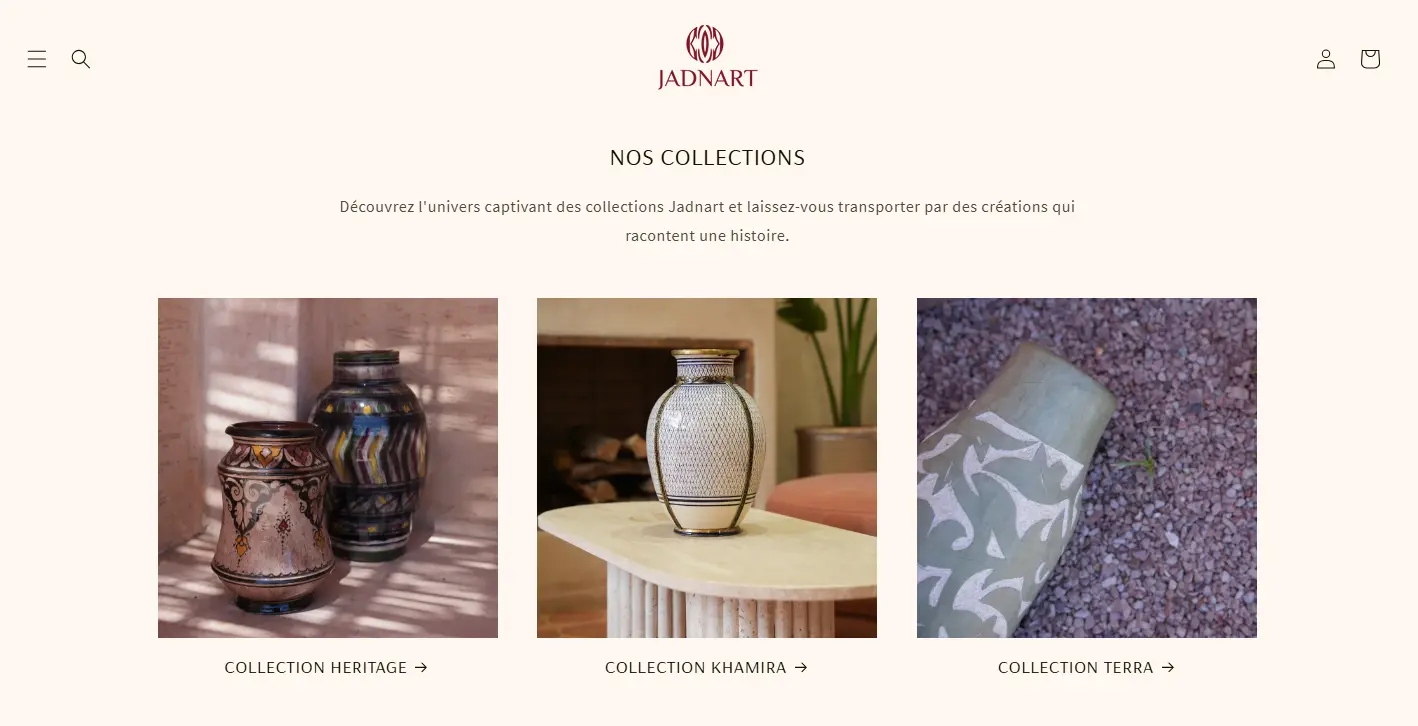 JADNART
NOS COLLECTIONS
Découvrez l'univers captivant des collections Jadnart et laissez-vous transporter par des créations qui
racontent une histoire.
COLLECTION HERITAGE →
COLLECTION KHAMIRA →
COLLECTION TERRA →